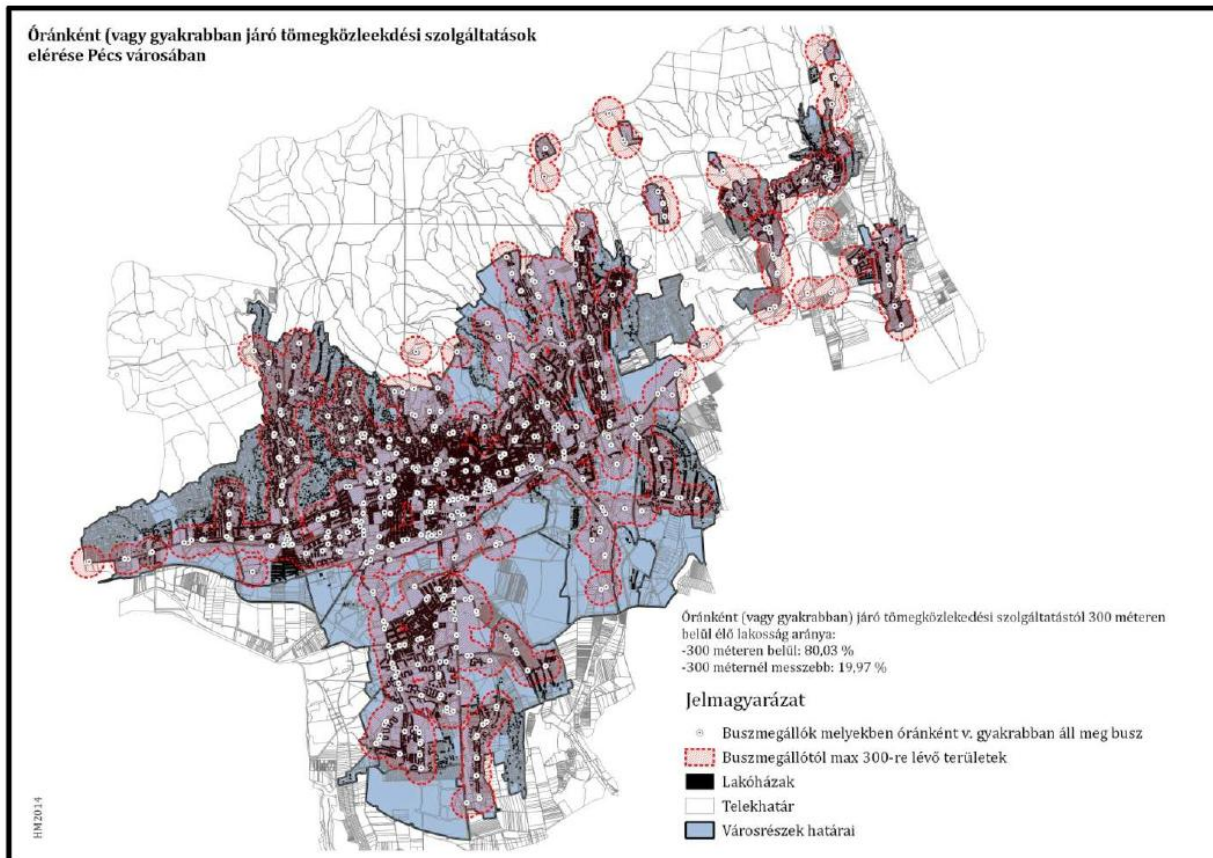 Óránként (vagy gyakrabban járó tömegközleekdési szolgáltatások
elérése Pécs városában
Óránként (vagy gyakrabban) járó tömegközlekedési szolgáltatástól 300 méteren
belül élő lakosság aránya:
-300 méteren belül: 80,03 %
-300 méternél messzebb: 19,97 %
Jelmagyarázat
Buszmegállók melyekben óránként v. gyakrabban áll meg busz
Buszmegállótól max 300-re lévő területek
Lakóházak
Telekhatár
Városrészek határai
HM2014